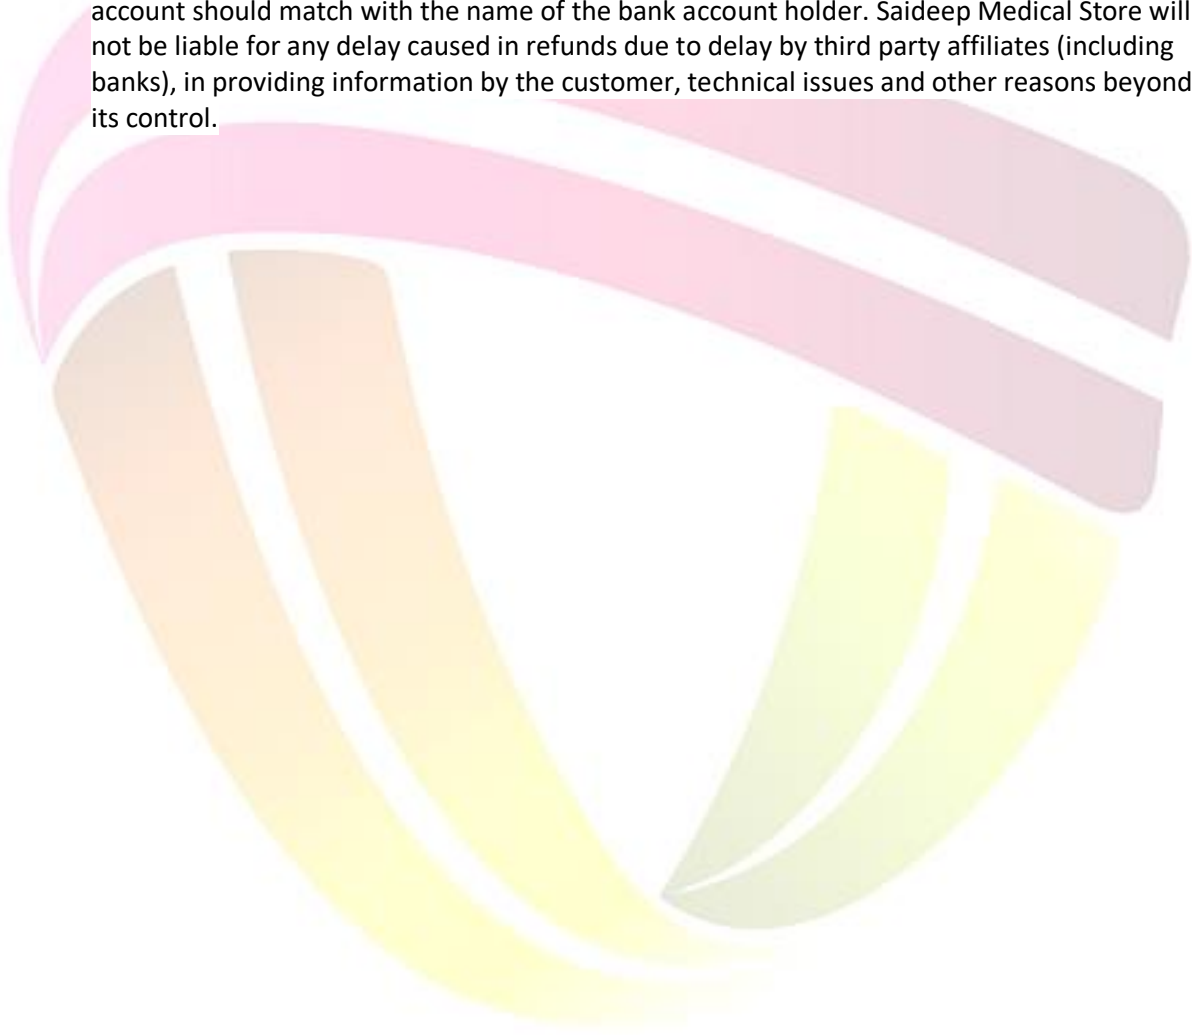 account should match with the name of the bank account holder. Saideep Medical Store will
not be liable for any delay caused in refunds due to delay by third party affiliates (including
banks), in providing information by the customer, technical issues and other reasons beyond
its control.